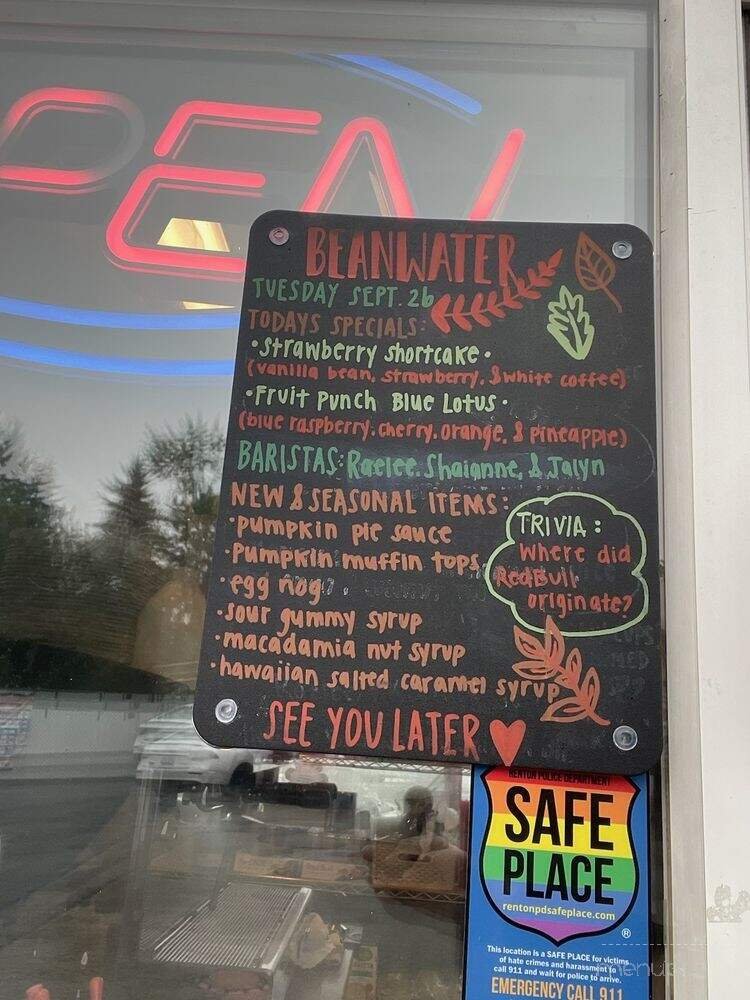 PEN
BEANWATER
TUESDAY SEPT. 26
TODAYS SPECIALS:
•Strawberry shortcake•
(vanilla bean, strawberry, & white coffee)
•Fruit Punch Blue Lotus•
(blue raspberry, cherry, orange, & pineapple)
BARISTAS: Raelee, Shaianne, & Jalyn
NEW & SEASONAL ITEMS:
•pumpkin pie sauce
•pumpkin muffin tops
•egg nog
•sour gummy syrup
•macadamia nut syrup
•hawaiian salted caramel syrup
TRIVIA:
Where did
RedBull
originate?
SEE YOU LATER
RENTON POLICE DEPARTMENT
SAFE
PLACE
rentonpdsafeplace.com
®
This location is a SAFE PLACE for victims
of hate crimes and harassment to
call 911 and wait for police to arrive.
EMERGENCY CALL 911